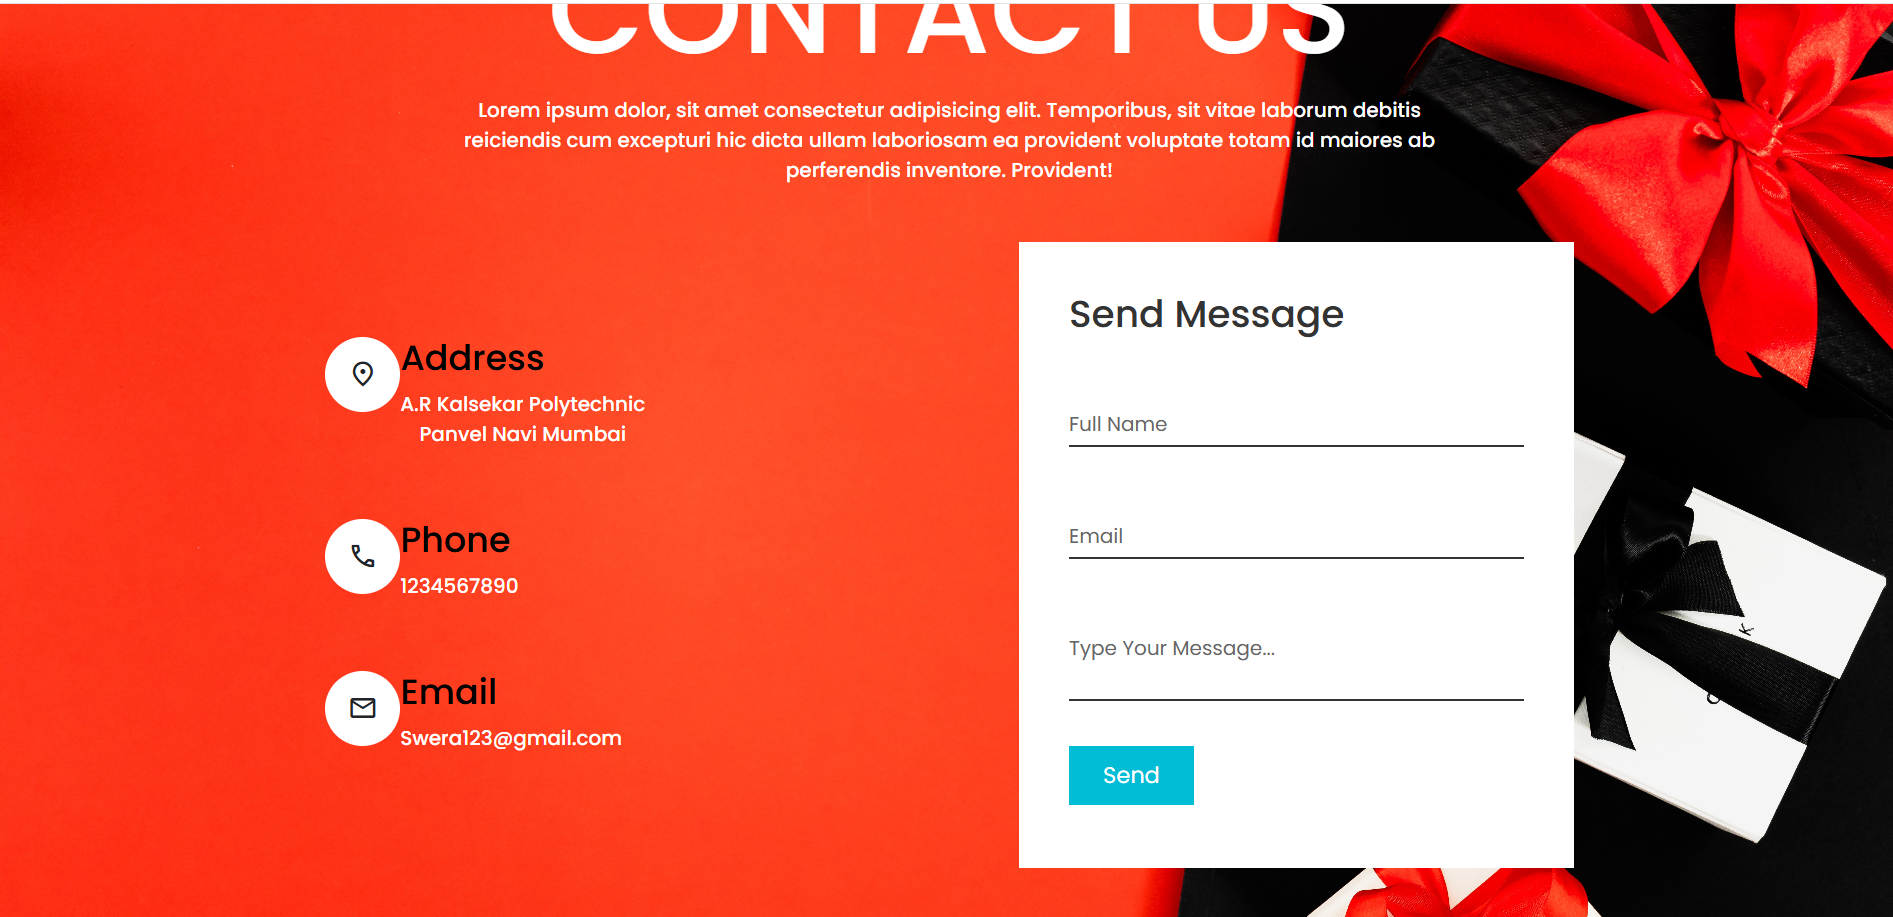 CONTACT US
Lorem ipsum dolor, sit amet consectetur adipisicing elit. Temporibus, sit vitae laborum debitis
reiciendis cum excepturi hic dicta ullam laboriosam ea provident voluptate totam id maiores ab
perferendis inventore. Provident!
Address
A.R Kalsekar Polytechnic
Panvel Navi Mumbai
Phone
1234567890
Email
Swera123@gmail.com
Send Message
Full Name
Email
Type Your Message...
Send
K